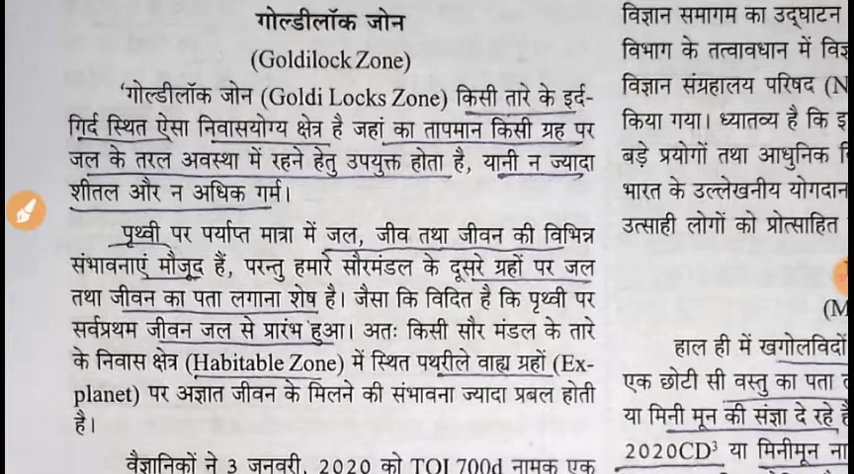 गोल्डीलॉक जोन
(Goldilock Zone)
'गोल्डीलॉक जोन (Goldi Locks Zone) किसी तारे के इर्द-
गिर्द स्थित ऐसा निवासयोग्य क्षेत्र है जहां का तापमान किसी ग्रह पर
जल के तरल अवस्था में रहने हेतु उपयुक्त होता है, यानी न ज्यादा
शीतल और न अधिक गर्म।
पृथ्वी पर पर्याप्त मात्रा में जल, जीव तथा जीवन की विभिन्न
संभावनाएं मौजूद हैं, परन्तु हमारे सौरमंडल के दूसरे ग्रहों पर जल
तथा जीवन का पता लगाना शेष है। जैसा कि विदित है कि पृथ्वी पर
सर्वप्रथम जीवन जल से प्रारंभ हुआ। अतः किसी सौर मंडल के तारे
के निवास क्षेत्र (Habitable Zone) में स्थित पथरीले वाह्य ग्रहों (Ex-
planet) पर अज्ञात जीवन के मिलने की संभावना ज्यादा प्रबल होती
है।
वैज्ञानिकों ने 3 जनवरी, 2020 को TOI 700d नामक एक
विज्ञान समागम का उद्घाटन
विभाग के तत्वावधान में
विज्ञान संग्रहालय परिषद (N
किया गया। ध्यातव्य है कि
बड़े प्रयोगों तथा आधुनिक
भारत के उल्लेखनीय योगदान
उत्साही लोगों को प्रोत्साहित
(M
हाल ही में खगोलविदों
एक छोटी सी वस्तु का पता
या मिनी मून की संज्ञा दे रहे
2020CD³ या मिनीमून